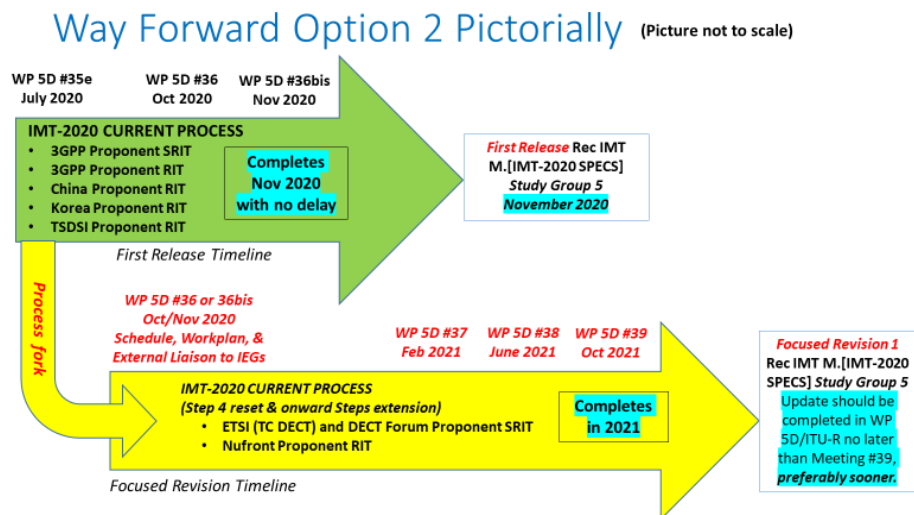 Way Forward Option 2 Pictorially (Picture not to scale)
WP 5D #35e
July 2020
WP 5D #36
Oct 2020
WP 5D #36bis
Nov 2020
IMT-2020 CURRENT PROCESS
• 3GPP Proponent SRIT
• 3GPP Proponent RIT
• China Proponent RIT
• Korea Proponent RIT
• TSDSI Proponent RIT
Completes
Nov 2020
with no delay
First Release Timeline
First Release Rec IMT
M.[IMT-2020 SPECS]
Study Group 5
November 2020
Process fork
WP 5D #36 or 36bis
Oct/Nov 2020
Schedule, Workplan, &
External Liaison to IEGs
WP 5D #37
Feb 2021
WP 5D #38
June 2021
WP 5D #39
Oct 2021
IMT-2020 CURRENT PROCESS
(Step 4 reset & onward Steps extension)
• ETSI (TC DECT) and DECT Forum Proponent SRIT
• Nufront Proponent RIT
Completes
in 2021
Focused Revision Timeline
Focused Revision 1
Rec IMT M.[IMT-2020
SPECS] Study Group 5
Update should be
completed in WP
5D/ITU-R no later
than Meeting #39,
preferably sooner.